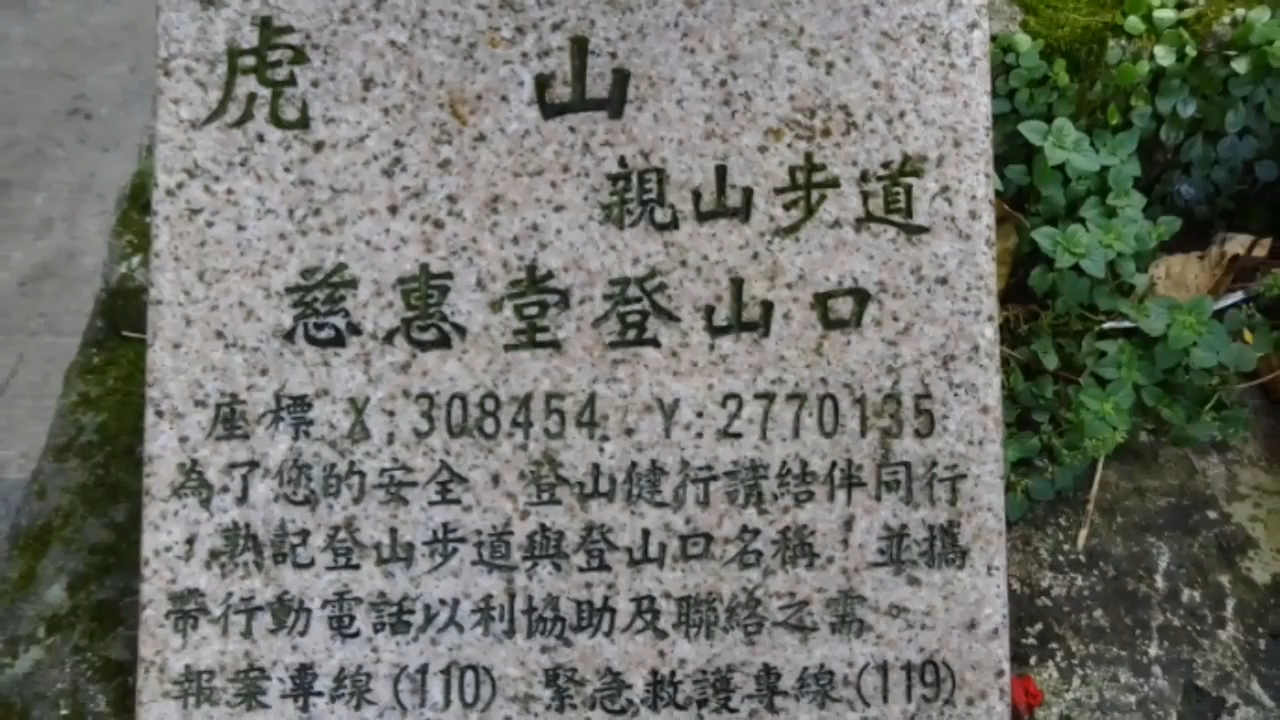 虎山
親山步道
慈惠堂登山口
座標 X:308454 . Y:2770135
為了您的安全，登山健行請結伴同行
，熟記登山步道與登山口名稱，並攜
帶行動電話以利協助及聯絡之需。
報案專線(110) 緊急救護專線(119)